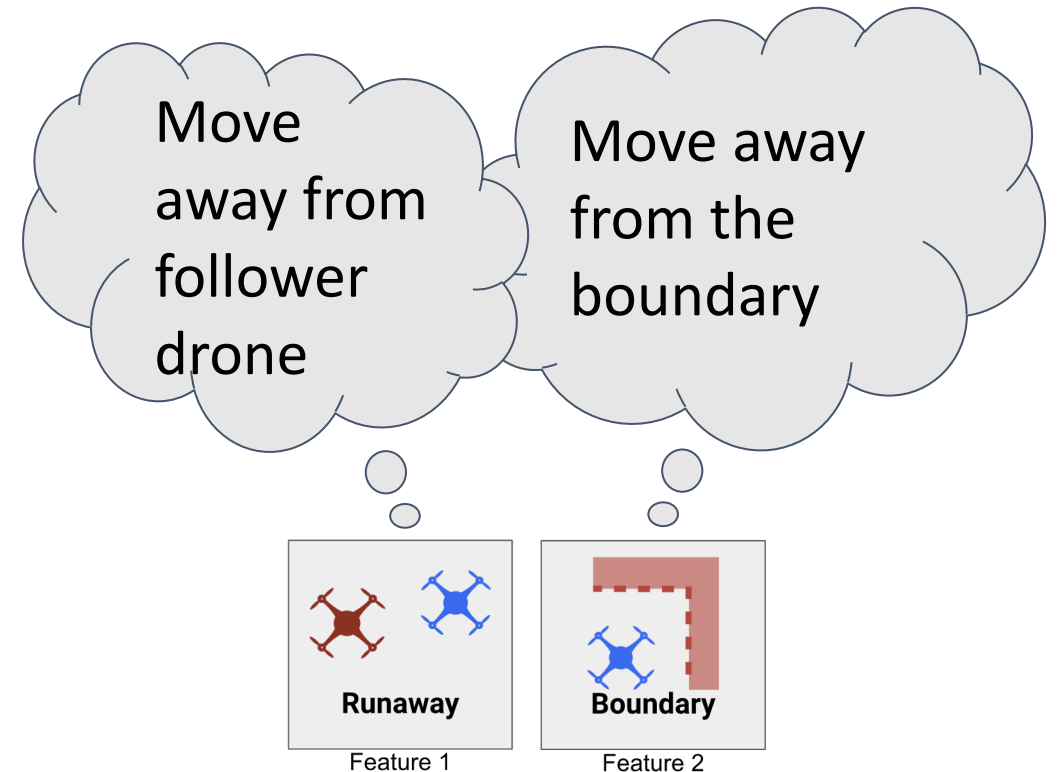 Move
away from
follower
drone
Move away
from the
boundary
Runaway
Feature 1
Boundary
Feature 2